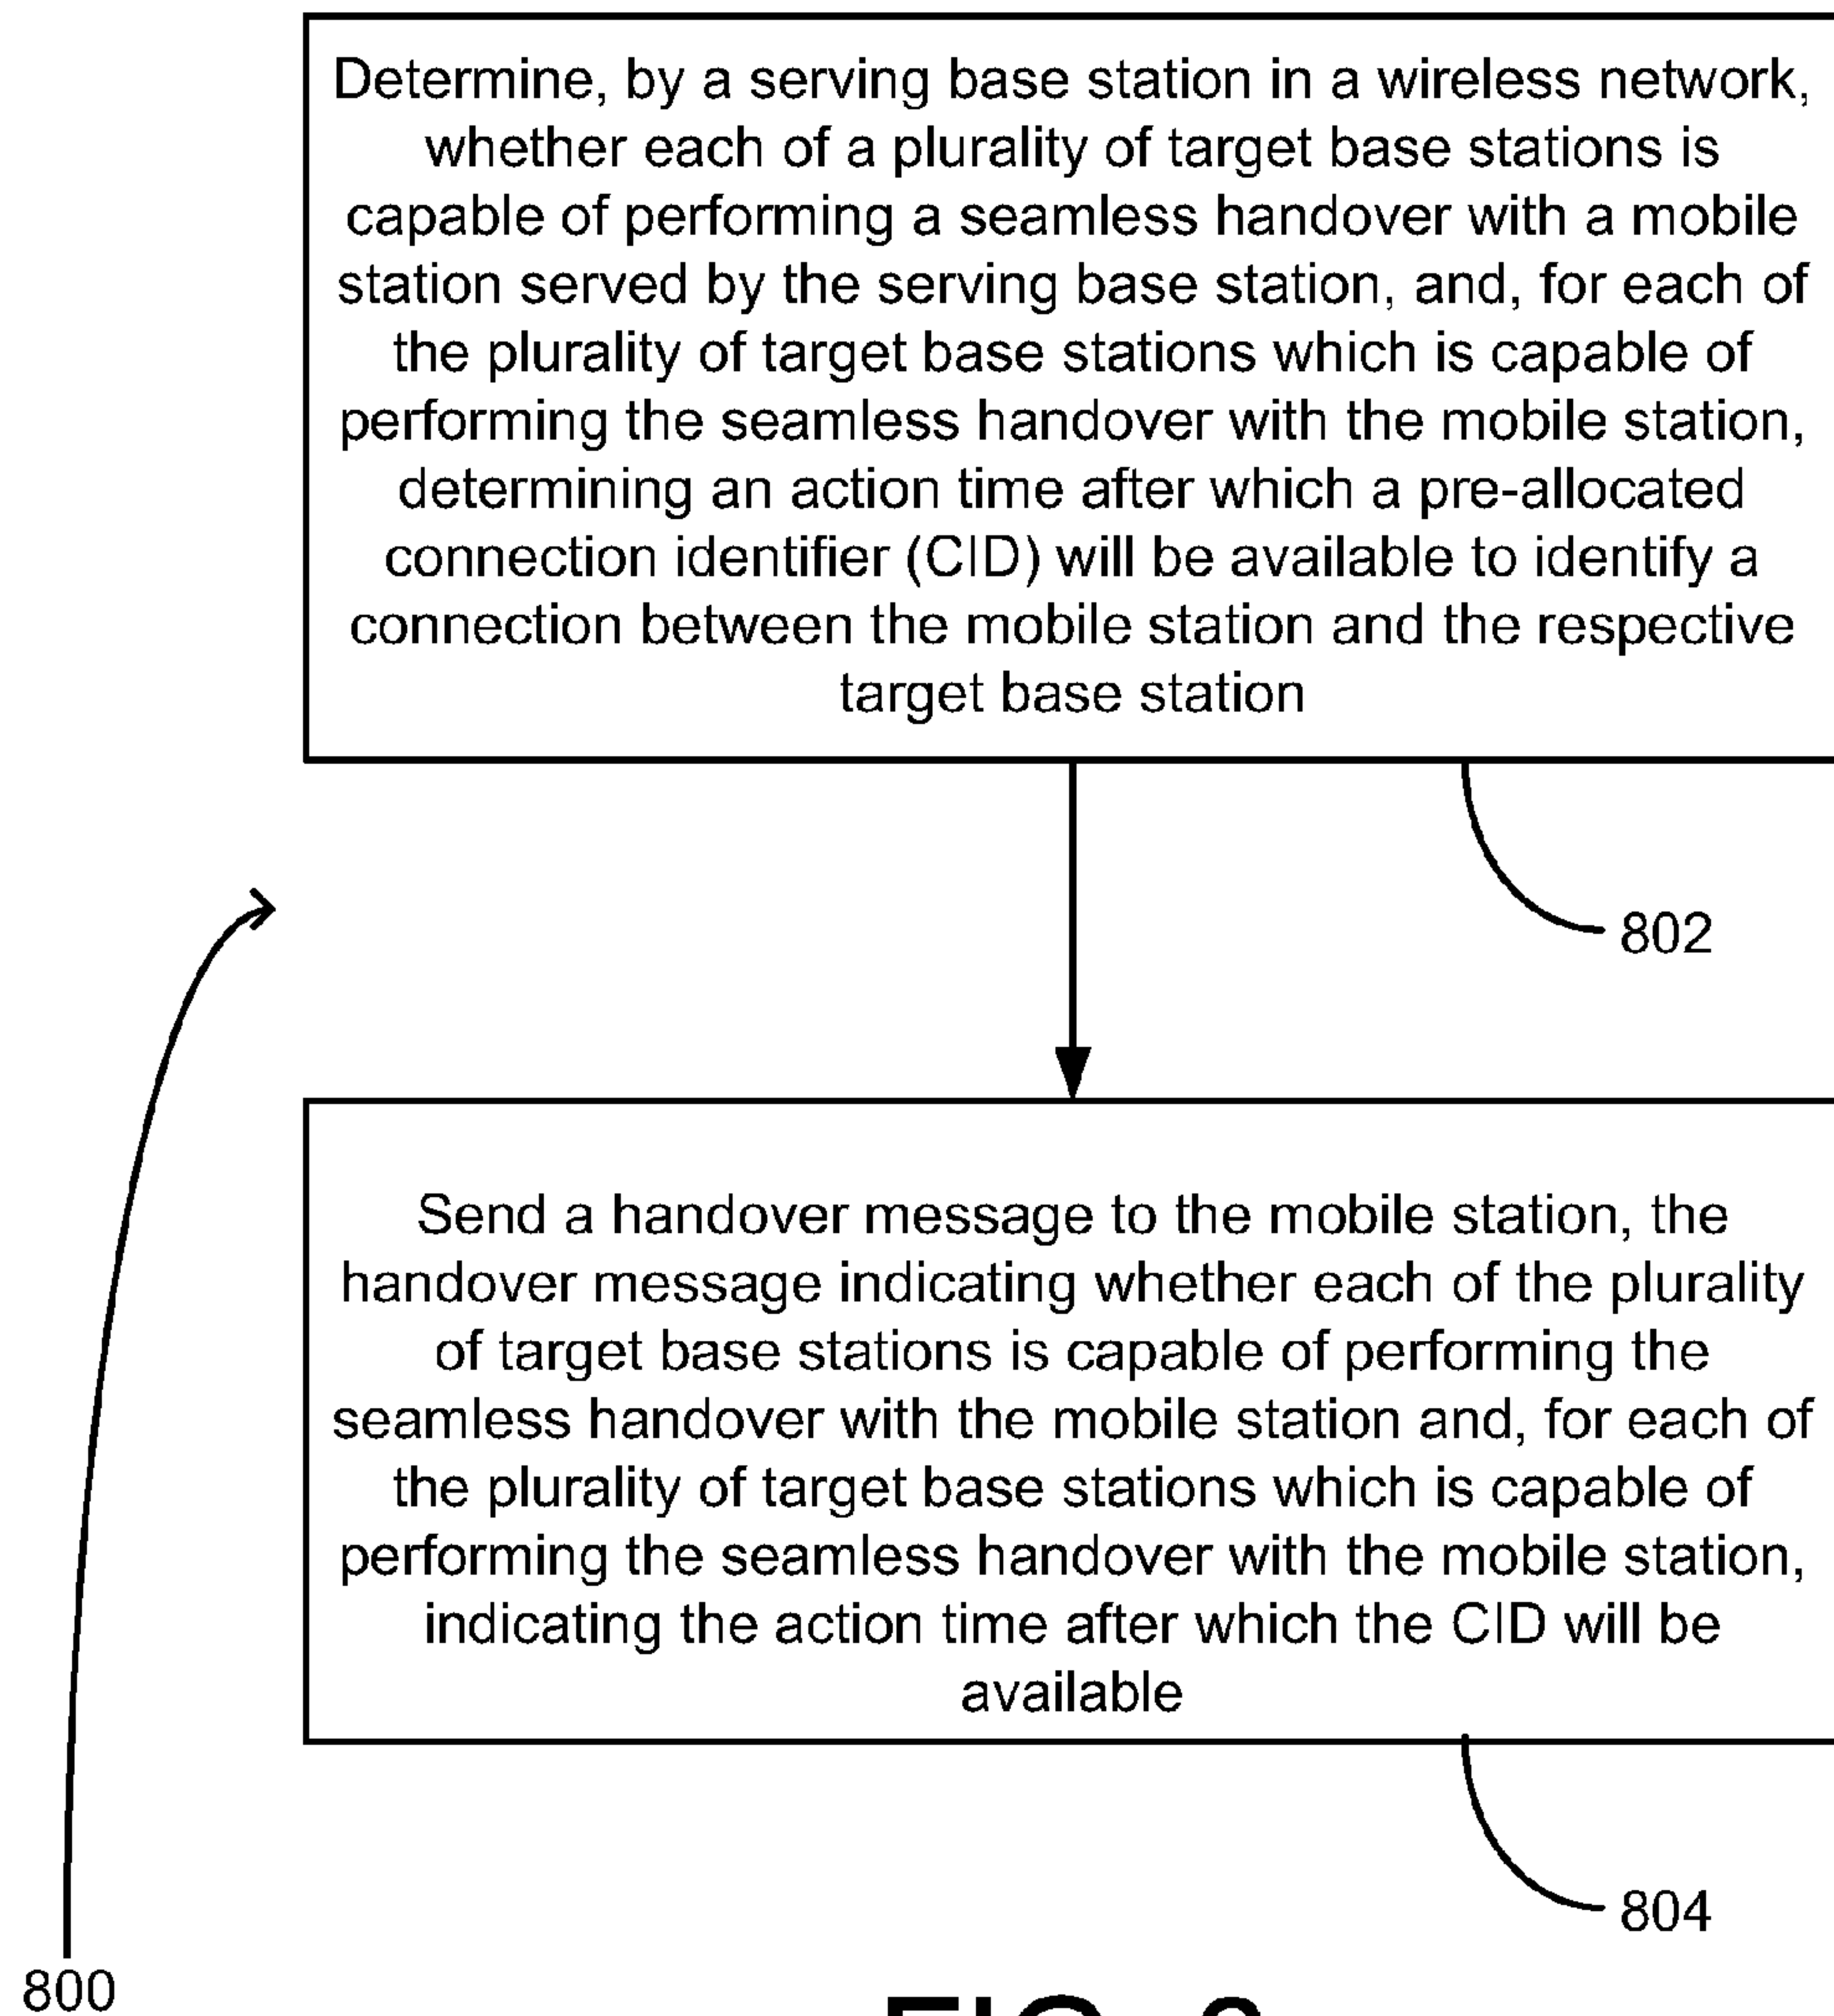 Determine, by a serving base station in a wireless network,
whether each of a plurality of target base stations is
capable of performing a seamless handover with a mobile
station served by the serving base station, and, for each of
the plurality of target base stations which is capable of
performing the seamless handover with the mobile station,
determining an action time after which a pre-allocated
connection identifier (CID) will be available to identify a
connection between the mobile station and the respective
target base station
802
Send a handover message to the mobile station, the
handover message indicating whether each of the plurality
of target base stations is capable of performing the
seamless handover with the mobile station and, for each of
the plurality of target base stations which is capable of
performing the seamless handover with the mobile station,
indicating the action time after which the CID will be
available
804
800